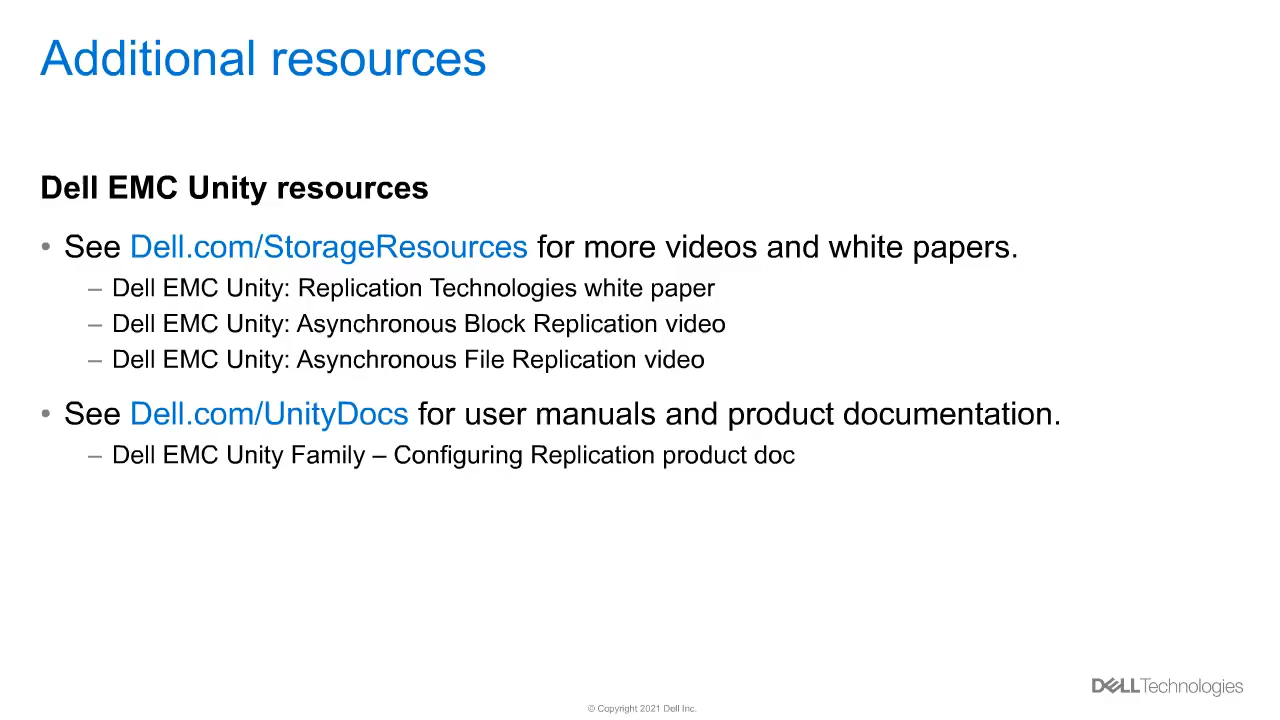 Additional resources
Dell EMC Unity resources
• See Dell.com/StorageResources for more videos and white papers.
– Dell EMC Unity: Replication Technologies white paper
– Dell EMC Unity: Asynchronous Block Replication video
– Dell EMC Unity: Asynchronous File Replication video
• See Dell.com/UnityDocs for user manuals and product documentation.
– Dell EMC Unity Family – Configuring Replication product doc
DELLTechnologies
© Copyright 2021 Dell Inc.